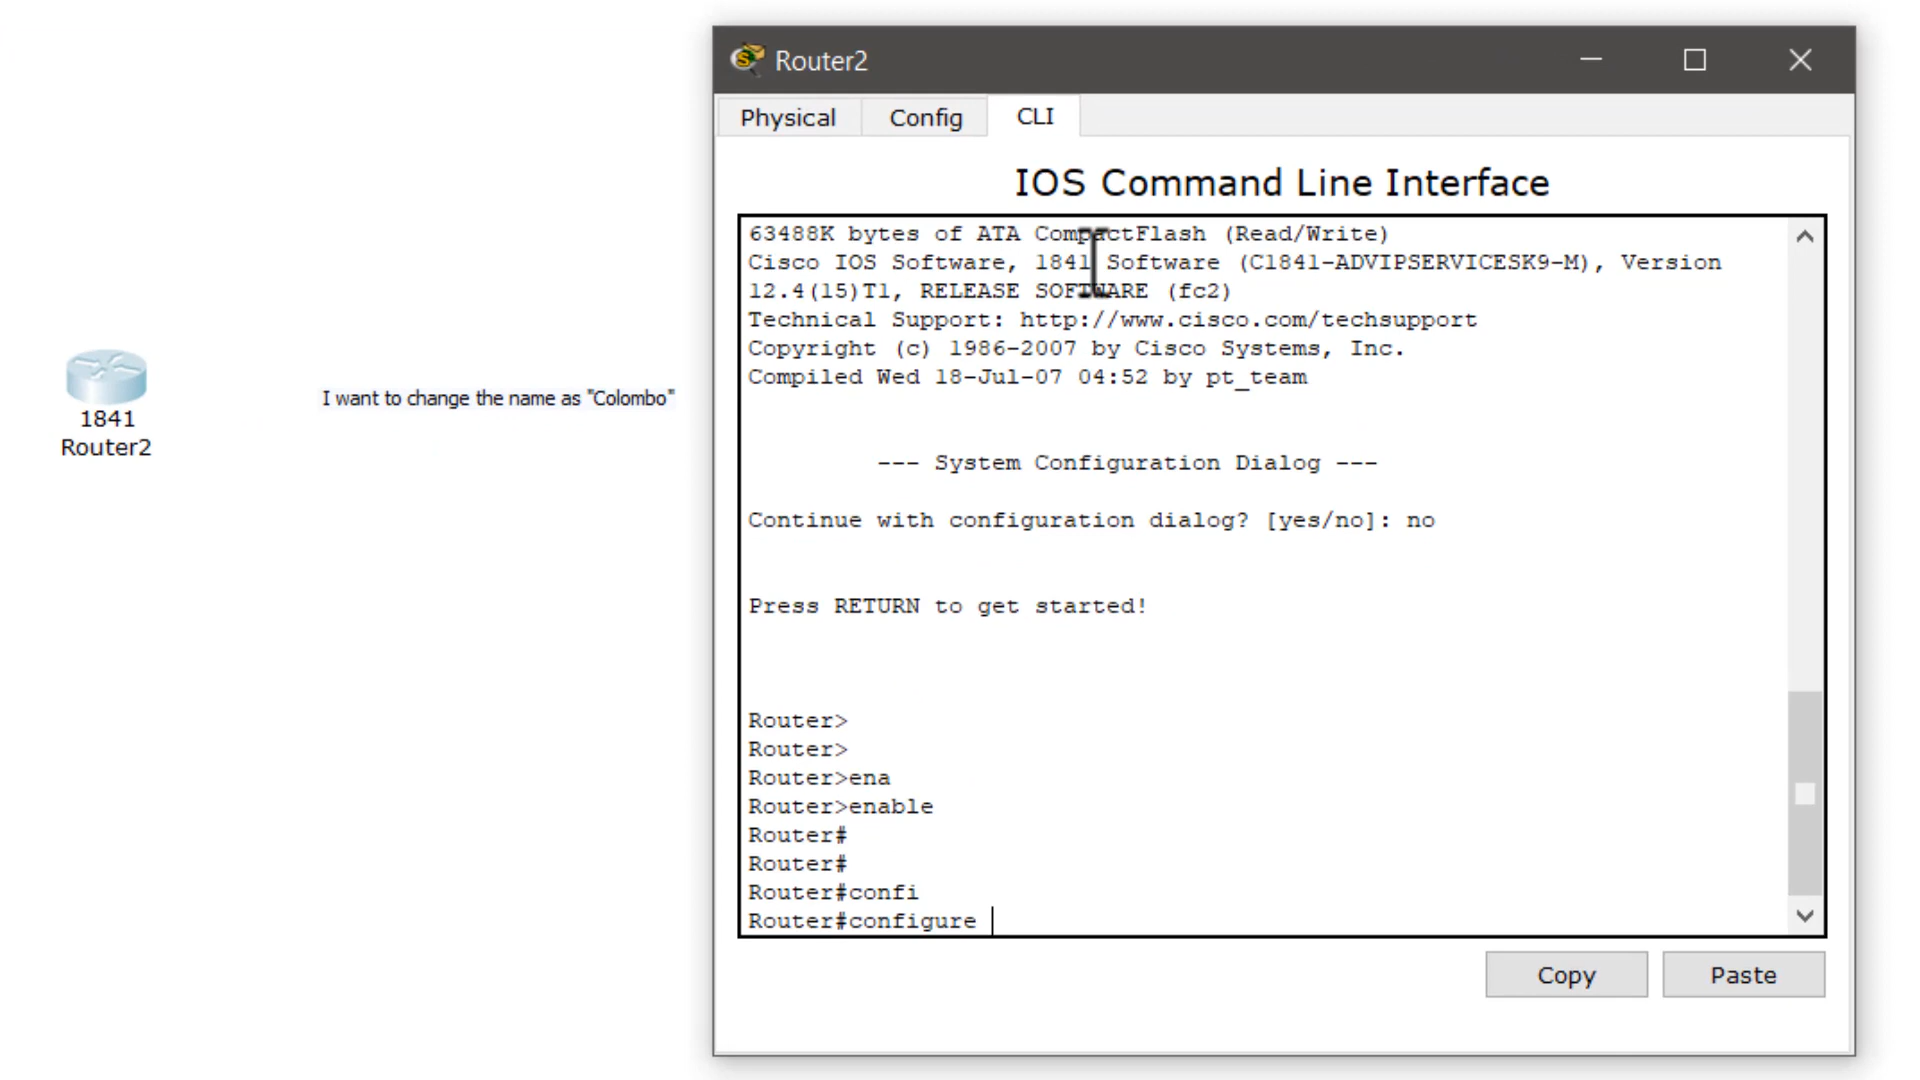 1841
Router2
I want to change the name as "Colombo"
Router2
Physical
Config
CLI
IOS Command Line Interface
63488K bytes of ATA CompactFlash (Read/Write)
Cisco IOS Software, 1841 Software (C1841-ADVIPSERVICESK9-M), Version
12.4(15)T1, RELEASE SOFTWARE (fc2)
Technical Support: http://www.cisco.com/techsupport
Copyright (c) 1986-2007 by Cisco Systems, Inc.
Compiled Wed 18-Jul-07 04:52 by pt_team
--- System Configuration Dialog ---
Continue with configuration dialog? [yes/no]: no
Press RETURN to get started!
Router>
Router>
Router>ena
Router>enable
Router#
Router#
Router#confi
Router#configure
Copy
Paste